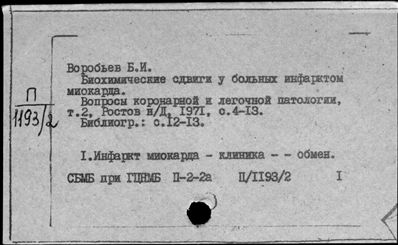 Воробьев Б.И.
Биохимические сдвиги у больных инфарктом
миокарда.
Вопросы коронарной и легочной патологии,
т.2, Ростов н/Д, 1971, с.4-13.
Библиогр.: с.12-13.
П
1193/2
I.Инфаркт миокарда - клиника - - обмен.
СБМБ при ГЦНМБ П-2-2а П/1193/2 I